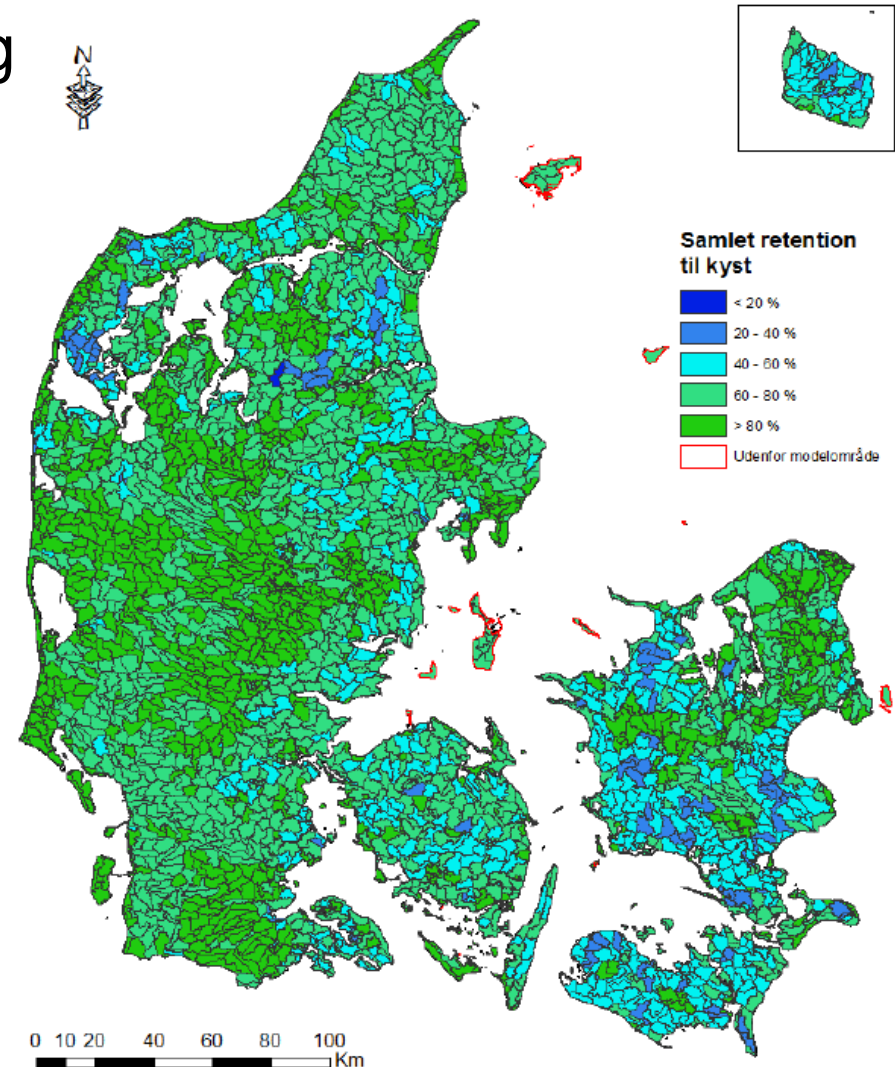 g
N
Samlet retention
til kyst
< 20 %
20 - 40 %
40 - 60 %
60 - 80 %
> 80 %
Udenfor modelområde
0 10 20 40 60 80 100
Km